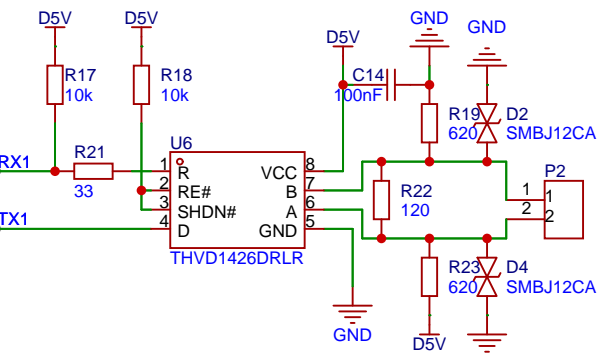 D5V
D5V
D5V
GND
GND
R17
10k
R18
10k
C14
100nF
R19
620
D2
SMBJ12CA
RX1
R21
33
U6
1
R
2
RE#
3
SHDN#
4
D
VCC
8
B
7
A
6
GND
5
THVD1426DRLR
R22
120
P2
1
1
2
2
TX1
R23
620
D4
SMBJ12CA
GND
D5V